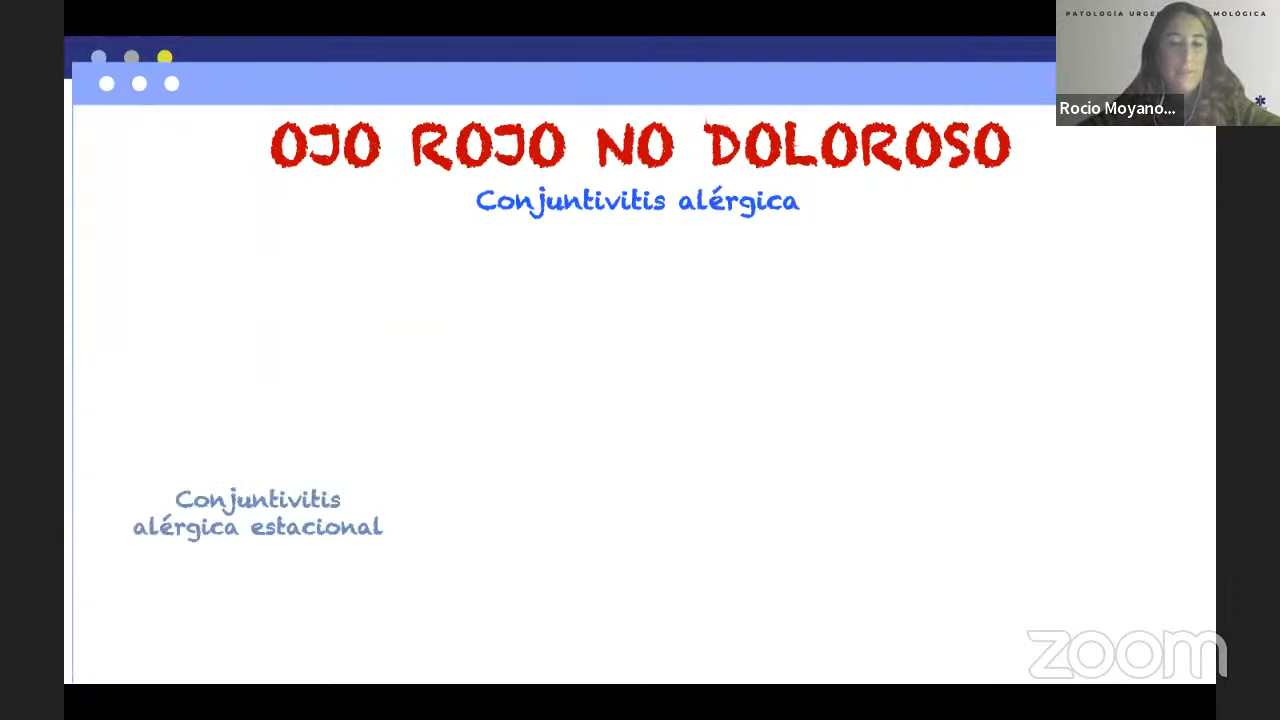 PATOLOGÍA URGE
MOLÓGICA
Rocio Moyano...
OJO ROJO NO DOLOROSO
Conjuntivitis alérgica
Conjuntivitis
alérgica estacional
zoom